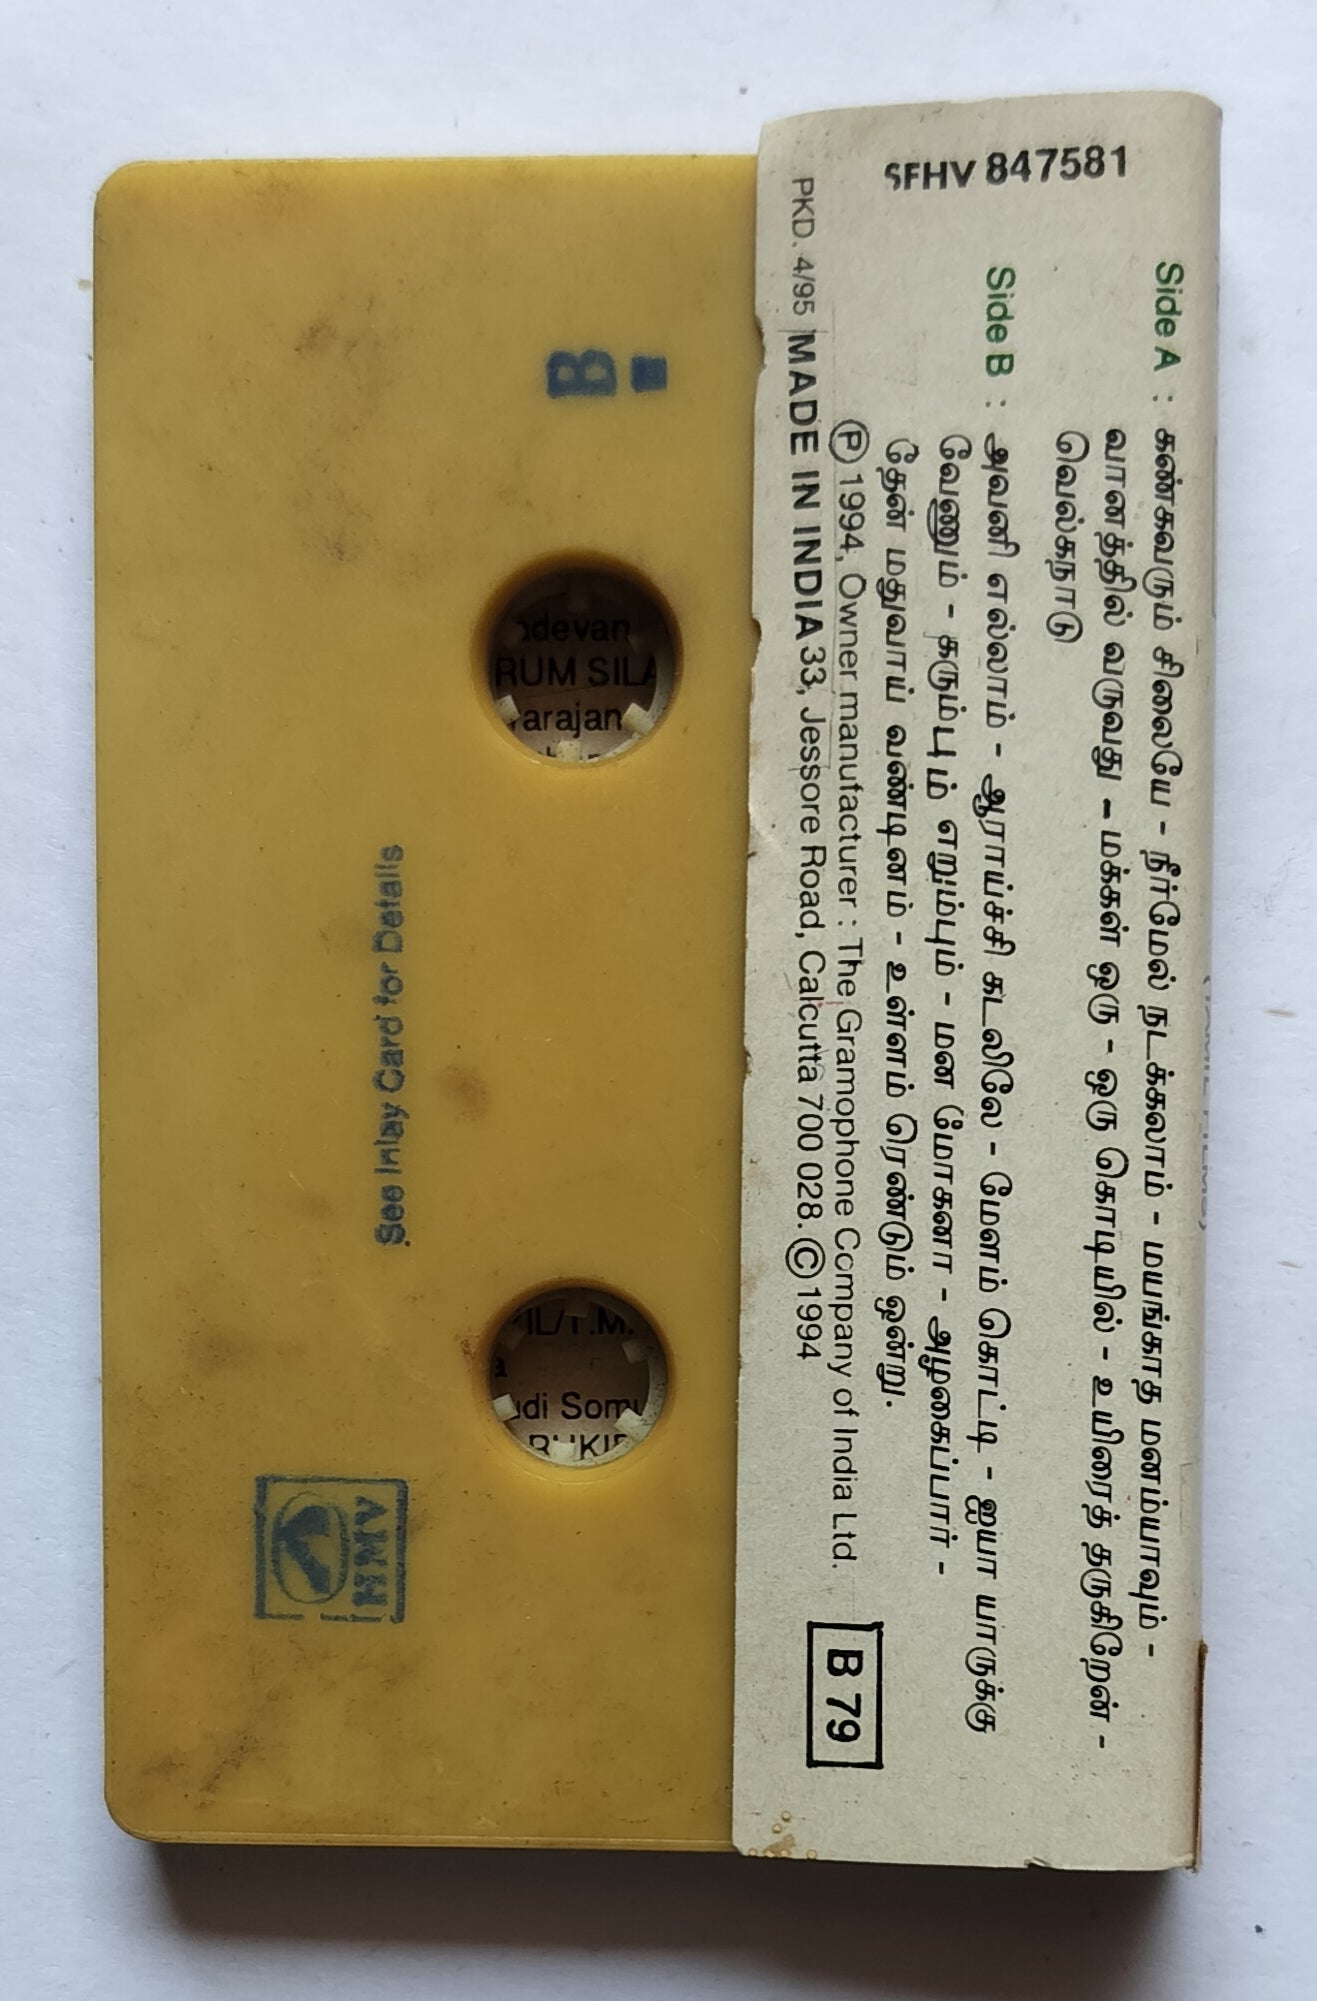 SFHV 847581
Side A : கண்கவரும் சிலையே - நீர்மேல் நடக்கலாம் - மயங்காத மனம்யாவும் -
வானத்தில் வருவது - மக்கள் ஒரு - ஒரு கொடியில் - உயிரைத் தருகிறேன் -
வெல்கநாடு
Side B : அவனி எல்லாம் - ஆராய்ச்சி கடலிலே - மேளம் கொட்டி - ஐயா யாருக்கு
வேணும் - கரும்பும் எறும்பும் - மன மோகனா - அழகைப்பார் -
தேன் மதுவாய் வண்டினம் - உள்ளம் ரெண்டும் ஒன்று.
Ⓟ 1994, Owner manufacturer : The Gramophone Company of India Ltd.
PKD. 4/95 MADE IN INDIA 33, Jessore Road, Calcutta 700 028. © 1994
B 79
B
See Inlay Card for Details
HMV
RUM SILA
arajan